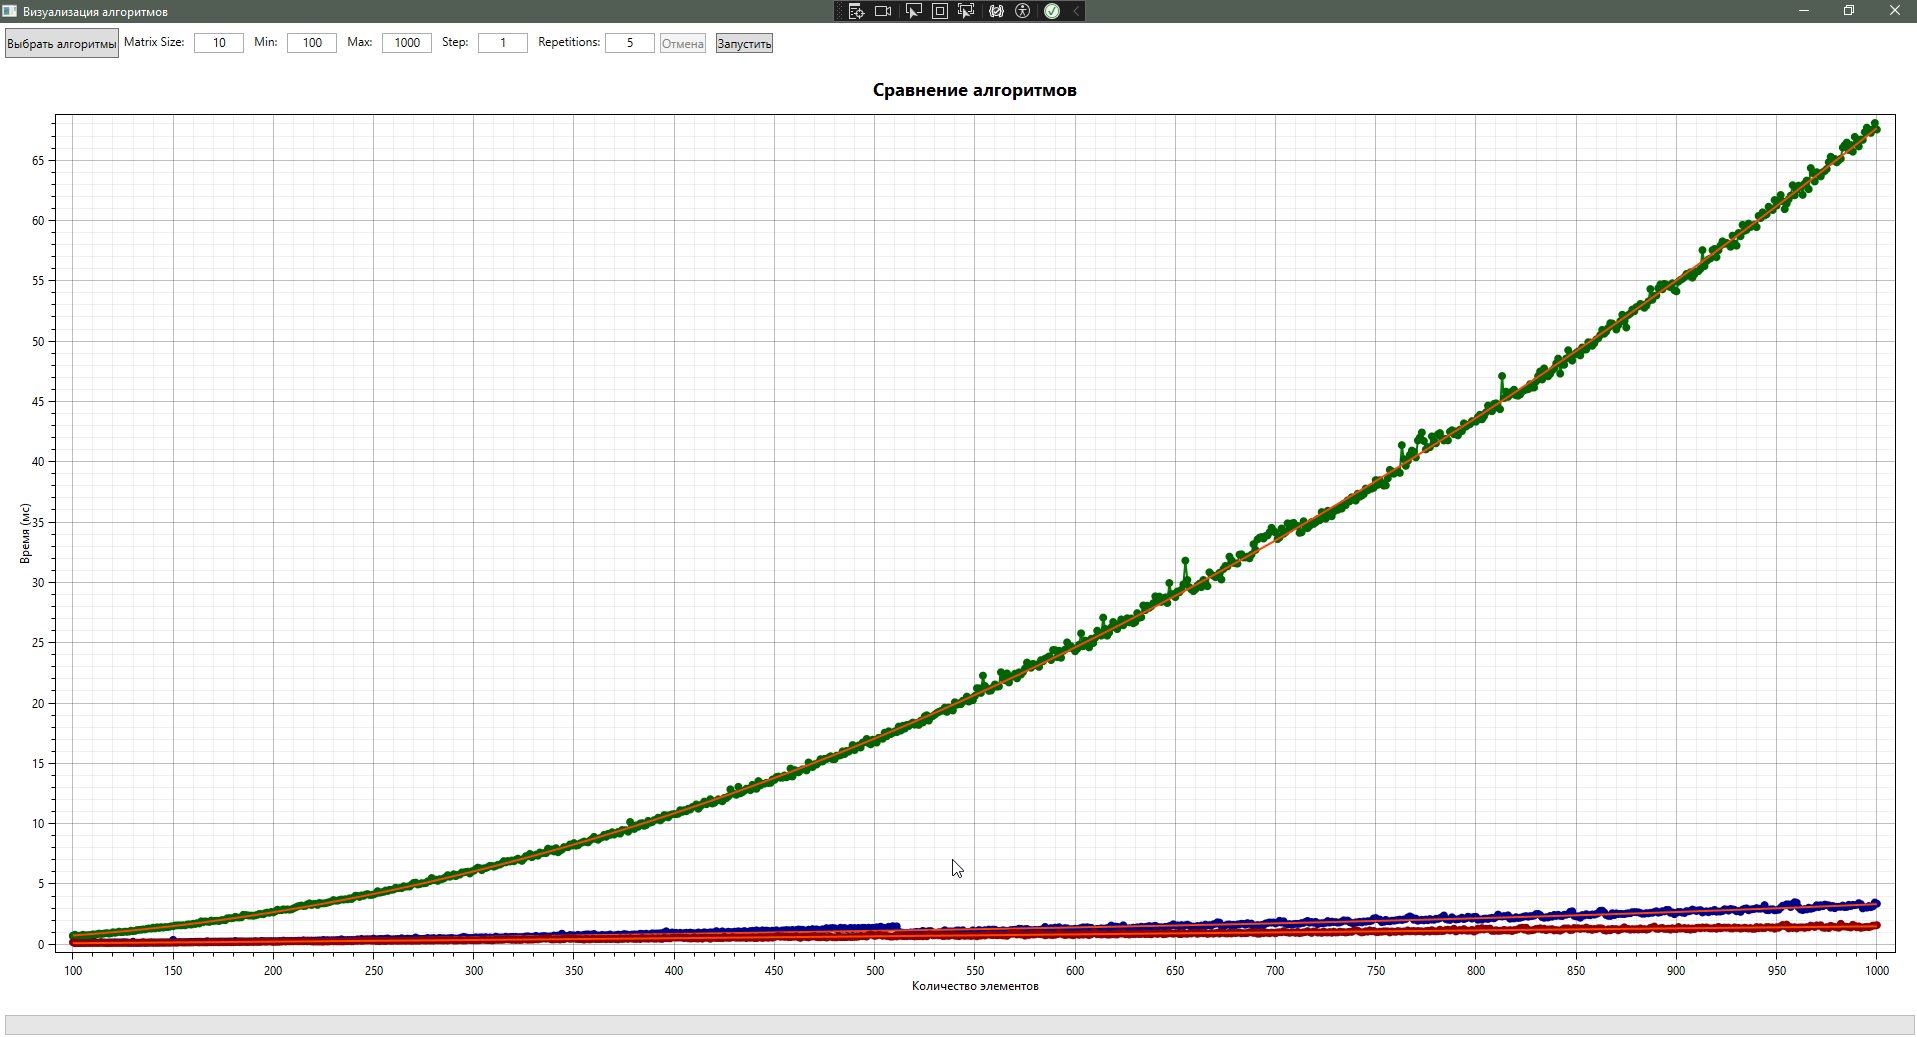 Визуализация алгоритмов
Выбрать алгоритмы Matrix Size: 10 Min: 100 Max: 1000 Step: 1 Repetitions: 5 Отмена Запустить
Сравнение алгоритмов
65
60
55
50
45
40
35
30
25
20
15
10
5
0
Время (мс)
100 150 200 250 300 350 400 450 500 550 600 650 700 750 800 850 900 950 1000
Количество элементов